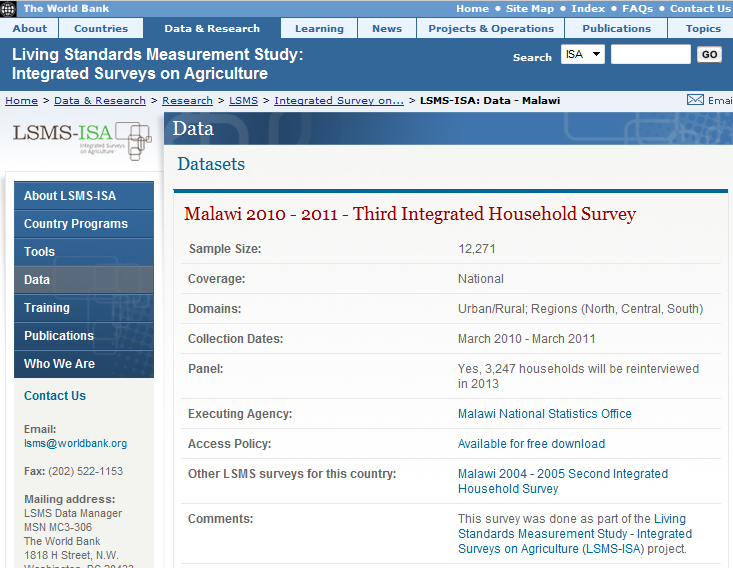 The World Bank
Home • Site Map • Index • FAQs • Contact Us
About Countries Data & Research Learning News Projects & Operations Publications Topics
Living Standards Measurement Study:
Integrated Surveys on Agriculture
Search ISA GO
Home > Data & Research > Research > LSMS > Integrated Survey on... > LSMS-ISA: Data - Malawi
Emai
LSMS-ISA
Integrated Surveys
on Agriculture
Data
Datasets
About LSMS-ISA
Country Programs
Tools
Data
Training
Publications
Who We Are
Contact Us
Email:
lsms@worldbank.org
Fax: (202) 522-1153
Mailing address:
LSMS Data Manager
MSN MC3-306
The World Bank
1818 H Street, N.W.
Washington, DC 20433
Malawi 2010 - 2011 - Third Integrated Household Survey
Sample Size: 12,271
Coverage: National
Domains: Urban/Rural; Regions (North, Central, South)
Collection Dates: March 2010 - March 2011
Panel: Yes, 3,247 households will be reinterviewed
in 2013
Executing Agency: Malawi National Statistics Office
Access Policy: Available for free download
Other LSMS surveys for this country: Malawi 2004 - 2005 Second Integrated
Household Survey
Comments: This survey was done as part of the Living
Standards Measurement Study - Integrated
Surveys on Agriculture (LSMS-ISA) project.